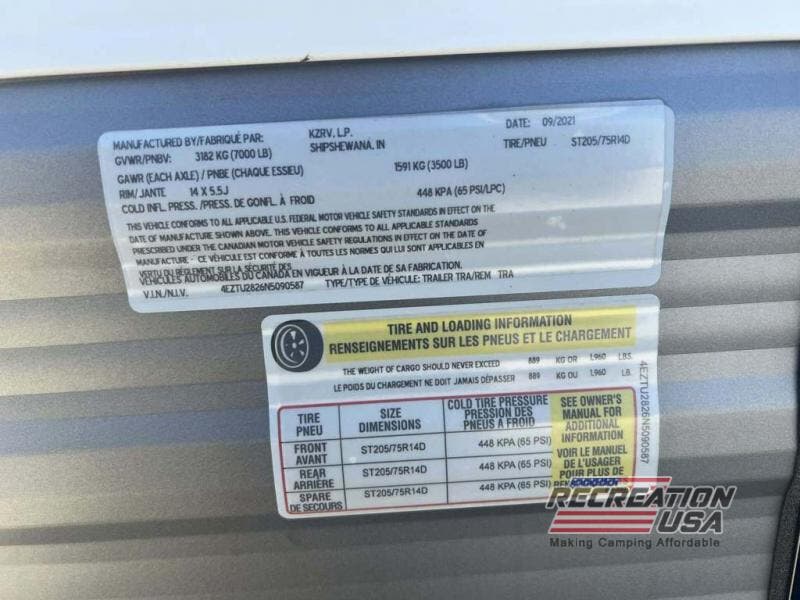 MANUFACTURED BY/FABRIQUÉ PAR: KZRV, L.P. DATE: 09/2021
GVWR/PNBV: 3182 KG (7000 LB) SHIPSHEWANA, IN TIRE/PNEU ST205/75R14D
GAWR (EACH AXLE) / PNBE (CHAQUE ESSIEU) 1591 KG (3500 LB)
RIM/JANTE 14 X 5.5J
COLD INFL. PRESS. /PRESS. DE GONFL. À FROID 448 KPA (65 PSI/LPC)
THIS VEHICLE CONFORMS TO ALL APPLICABLE U.S. FEDERAL MOTOR VEHICLE SAFETY STANDARDS IN EFFECT ON THE
DATE OF MANUFACTURE SHOWN ABOVE. THIS VEHICLE CONFORMS TO ALL APPLICABLE STANDARDS
PRESCRIBED UNDER THE CANADIAN MOTOR VEHICLE SAFETY REGULATIONS IN EFFECT ON THE DATE OF
MANUFACTURE - CE VÉHICULE EST CONFORME À TOUTES LES NORMES QUI LUI SONT APPLICABLES EN
VERTU DU RÈGLEMENT SUR LA SÉCURITÉ DES
VÉHICULES AUTOMOBILES DU CANADA EN VIGUEUR À LA DATE DE SA FABRICATION.
V.I.N./N.I.V. 4EZTU2826N5090587 TYPE/TYPE DE VÉHICULE: TRAILER TRA/REM TRA
TIRE AND LOADING INFORMATION
RENSEIGNEMENTS SUR LES PNEUS ET LE CHARGEMENT
THE WEIGHT OF CARGO SHOULD NEVER EXCEED 889 KG OR 1,960 LBS.
LE POIDS DU CHARGEMENT NE DOIT JAMAIS DÉPASSER 889 KG OU 1,960 LB.
4EZTU2826N5090587
TIRE
PNEU
SIZE
DIMENSIONS
COLD TIRE PRESSURE
PRESSION DES
PNEUS A FROID
FRONT
AVANT
ST205/75R14D
448 KPA (65 PSI)
REAR
ARRIÈRE
ST205/75R14D
448 KPA (65 PSI)
SPARE
DE SECOURS
ST205/75R14D
448 KPA (65 PSI)
SEE OWNER'S
MANUAL FOR
ADDITIONAL
INFORMATION
VOIR LE MANUEL
DE L'USAGER
POUR PLUS DE
RECREATION
USA
Making Camping Affordable